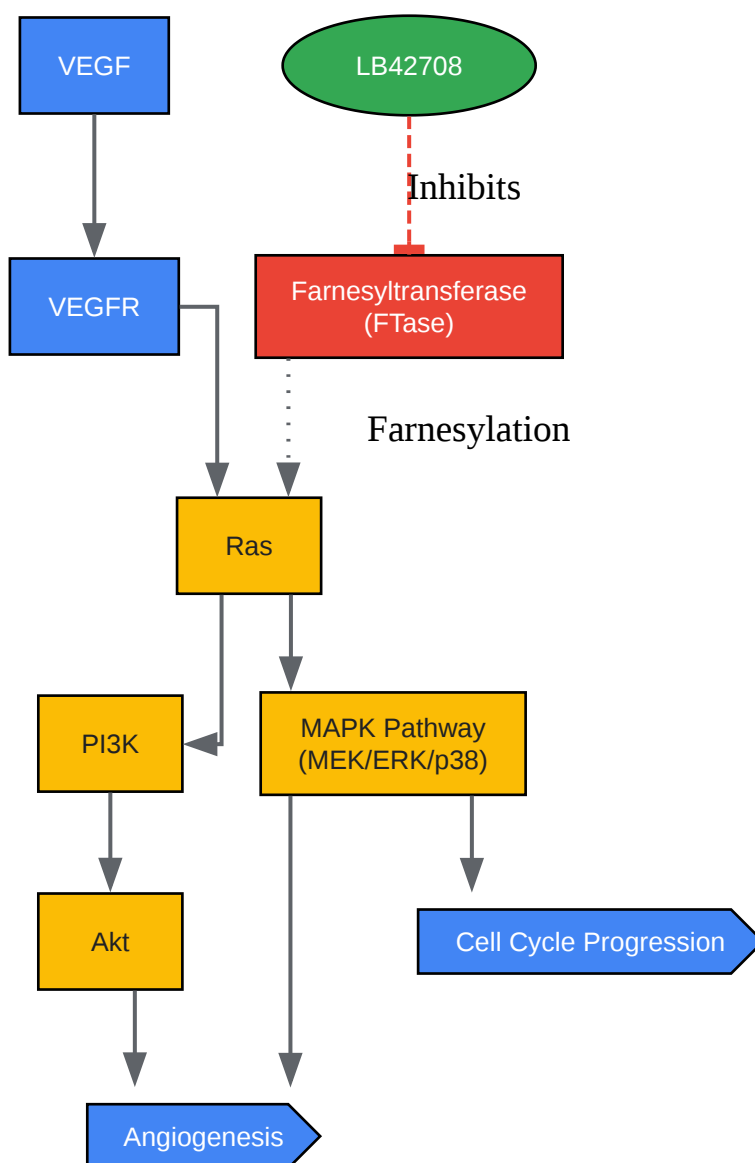 VEGF
LB42708
Inhibits
VEGFR
Farnesyltransferase
(FTase)
Farnesylation
Ras
PI3K
MAPK Pathway
(MEK/ERK/p38)
Akt
Cell Cycle Progression
Angiogenesis